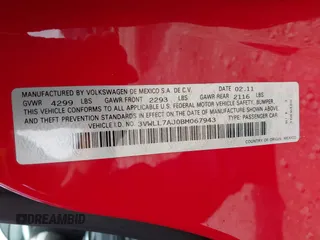 MANUFACTURED BY VOLKSWAGEN DE MEXICO S.A. DE C.V. 02.11
GVWR 4299 LBS GAWR FRONT 2293 LBS GAWR REAR 2116 LBS
THIS VEHICLE CONFORMS TO ALL APPLICABLE U.S. FEDERAL MOTOR VEHICLE SAFETY, BUMPER,
AND THEFT PREVENTION STANDARDS IN EFFECT ON THE DATE OF MANUFACTURE SHOWN ABOVE.
VEHICLE I.D. NO. 3VWLL7AJ0BM067943 TYPE: PASSENGER CAR
DREAMBID